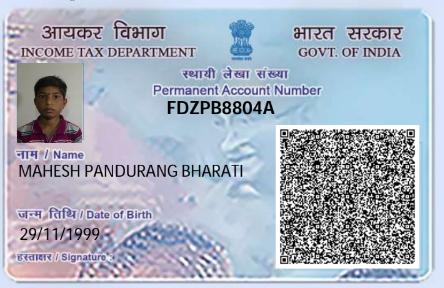 आयकर विभाग
INCOME TAX DEPARTMENT
भारत सरकार
GOVT. OF INDIA
स्थायी लेखा संख्या
Permanent Account Number
FDZPB8804A
नाम / Name
MAHESH PANDURANG BHARATI
जन्म तिथि / Date of Birth
29/11/1999
हस्ताक्षर / Signature :